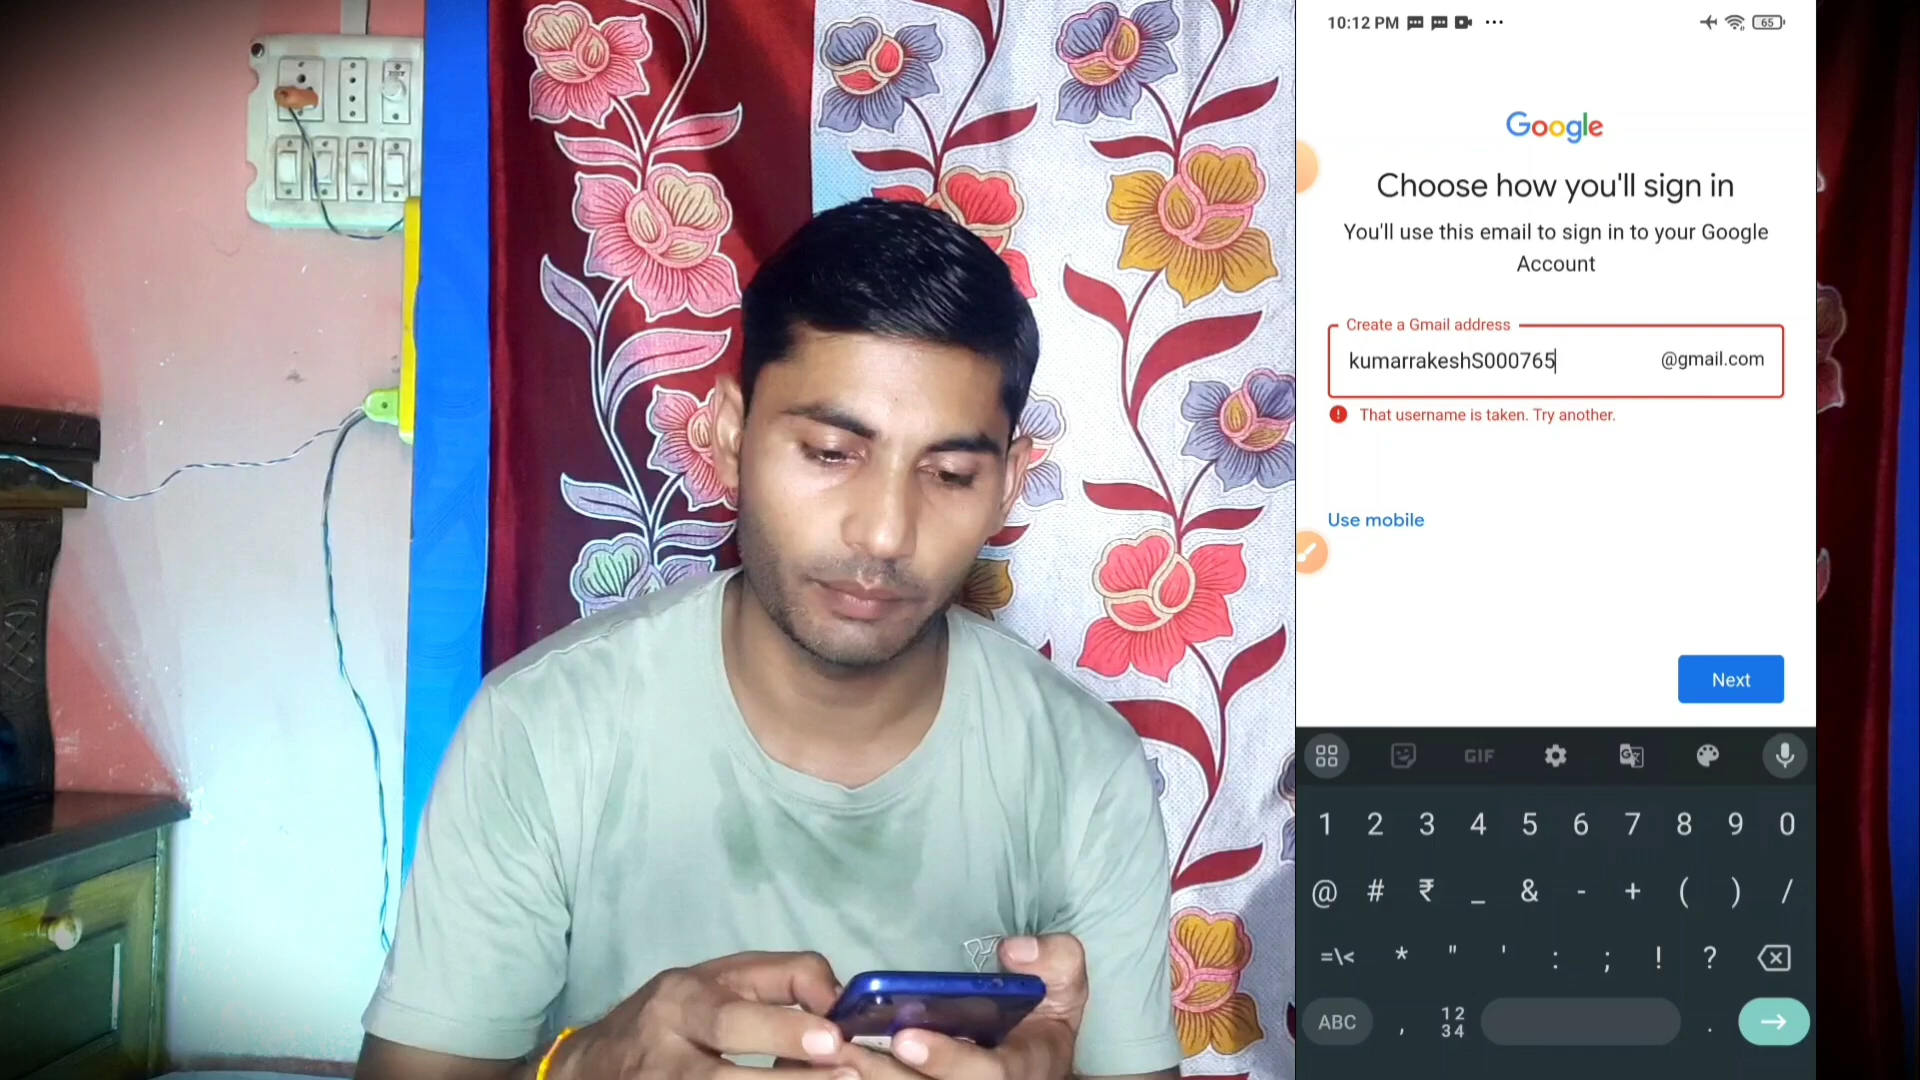 10:12 PM
65
Google
Choose how you'll sign in
You'll use this email to sign in to your Google
Account
Create a Gmail address
kumarrakeshS000765
@gmail.com
That username is taken. Try another.
Use mobile
Next
GIF
1 2 3 4 5 6 7 8 9 0
@ # ₹ _ & - + ( ) /
=\< * " ' : ; ! ?
ABC , 12 34 .